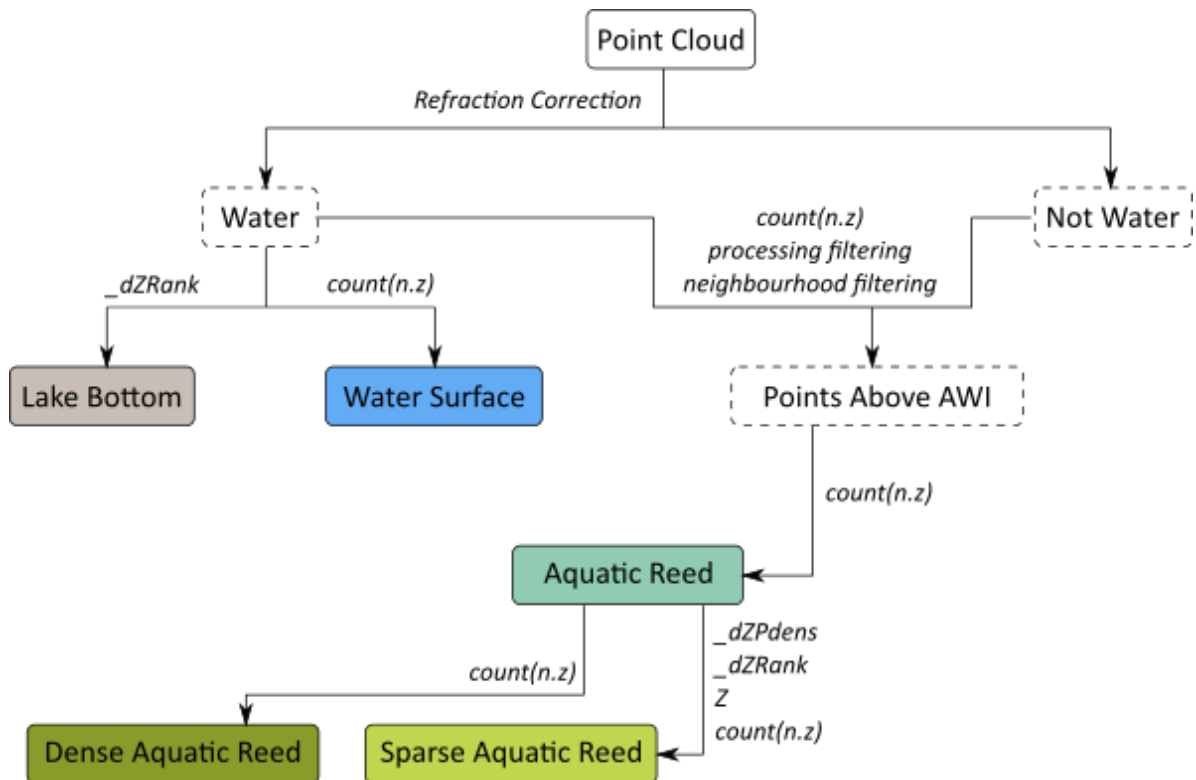 Point Cloud
Refraction Correction
Water
Not Water
count(n.z)
processing filtering
neighbourhood filtering
_dZRank
count(n.z)
Lake Bottom
Water Surface
Points Above AWI
count(n.z)
Aquatic Reed
count(n.z)
_dZPdens
_dZRank
Z
count(n.z)
Dense Aquatic Reed
Sparse Aquatic Reed